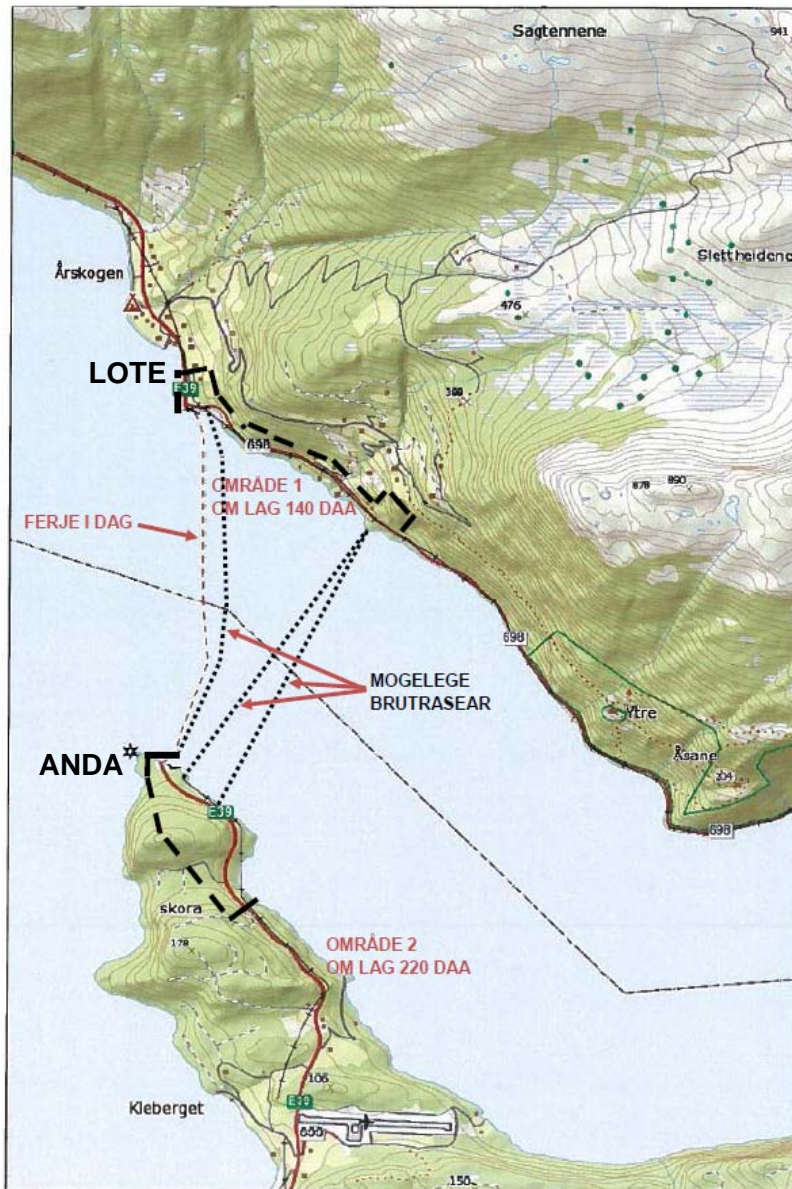 Sagtennene
941
Årskogen
Slettheidene
476
LOTE
E39
399
698
OMRÅDE 1
OM LAG 140 DAA
878
890
FERJE I DAG
698
MOGELEGE
BRUTRASEAR
Ytre
Åsane
204
ANDA
E39
698
skora
178
OMRÅDE 2
OM LAG 220 DAA
106
Kleberget
E39
150